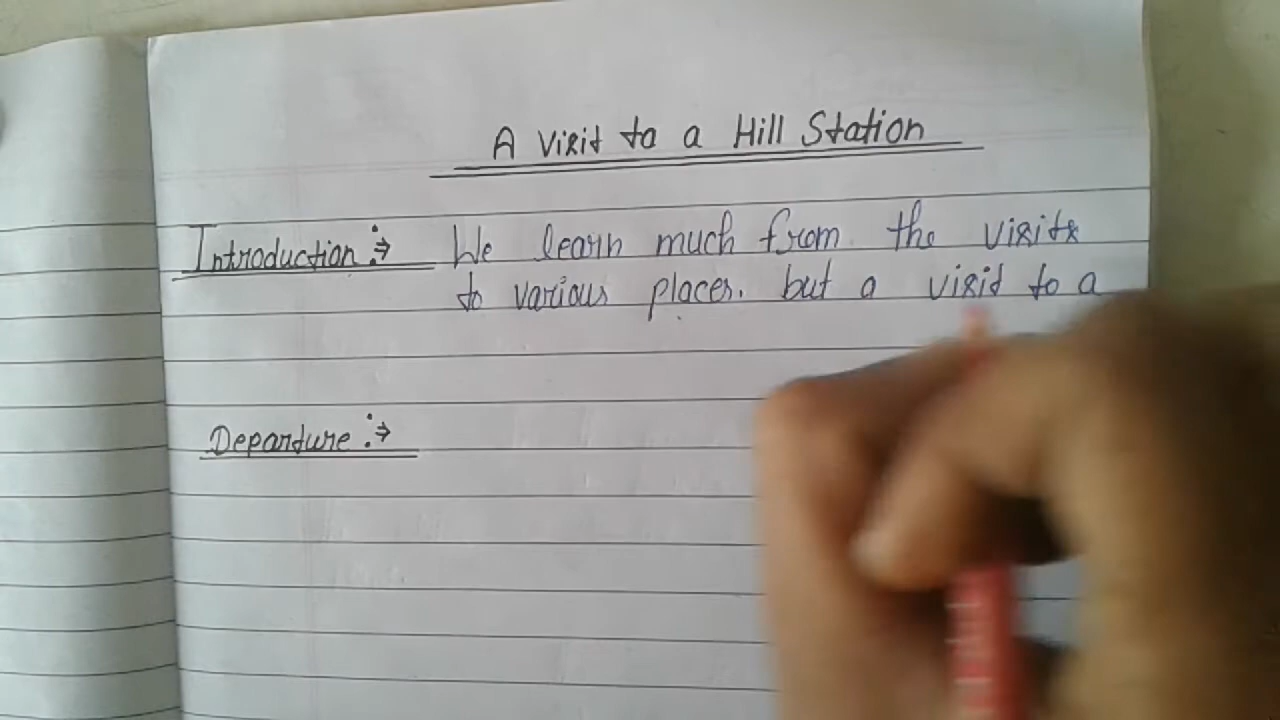 A Visit to a Hill Station
Introduction :⇒ We learn much from the visits
to various places. but a visit to a
Departure :⇒